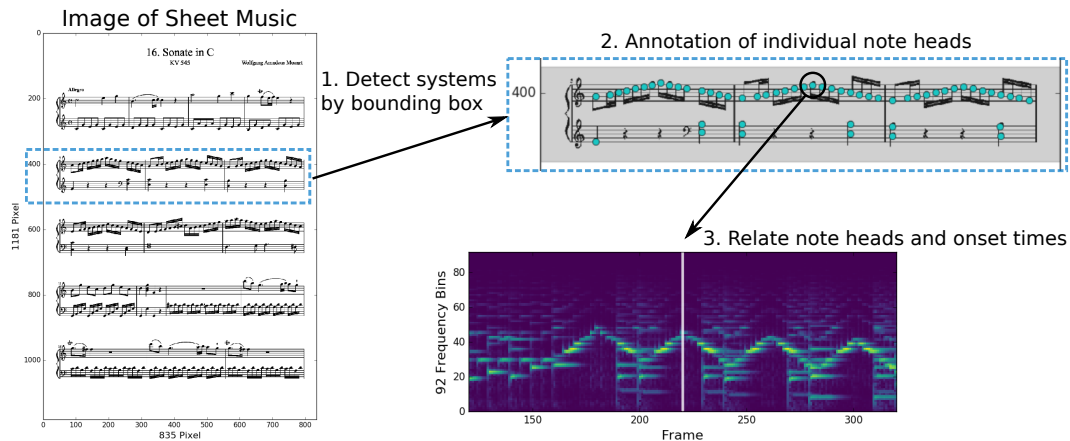 Image of Sheet Music
0
200
400
600
800
1000
1181 Pixel
0 100 200 300 400 500 600 700 800
835 Pixel
16. Sonate in C
KV 545
Wolfgang Amadeus Mozart
Allegro
1. Detect systems
by bounding box
2. Annotation of individual note heads
400
3. Relate note heads and onset times
92 Frequency Bins
80
60
40
20
0
150 200 250 300
Frame